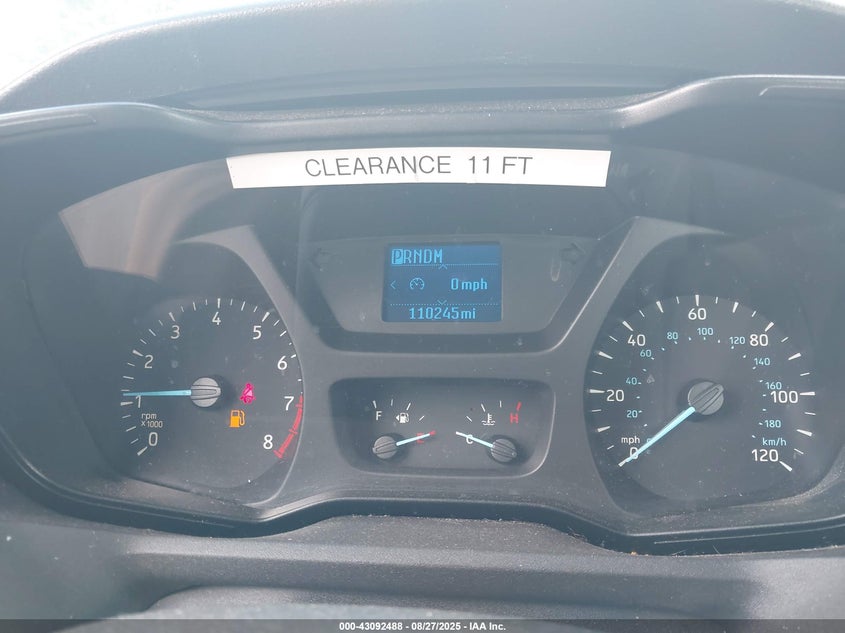 CLEARANCE 11 FT
PRNDM
0mph
110245mi
0 1 2 3 4 5 6 7 8
rpm
x1000
F
C H
0 20 40 60 80 100 120
20 40 60 80 100 120 140 160 180
mph
km/h
000-43092488 - 08/27/2025 - IAA Inc.